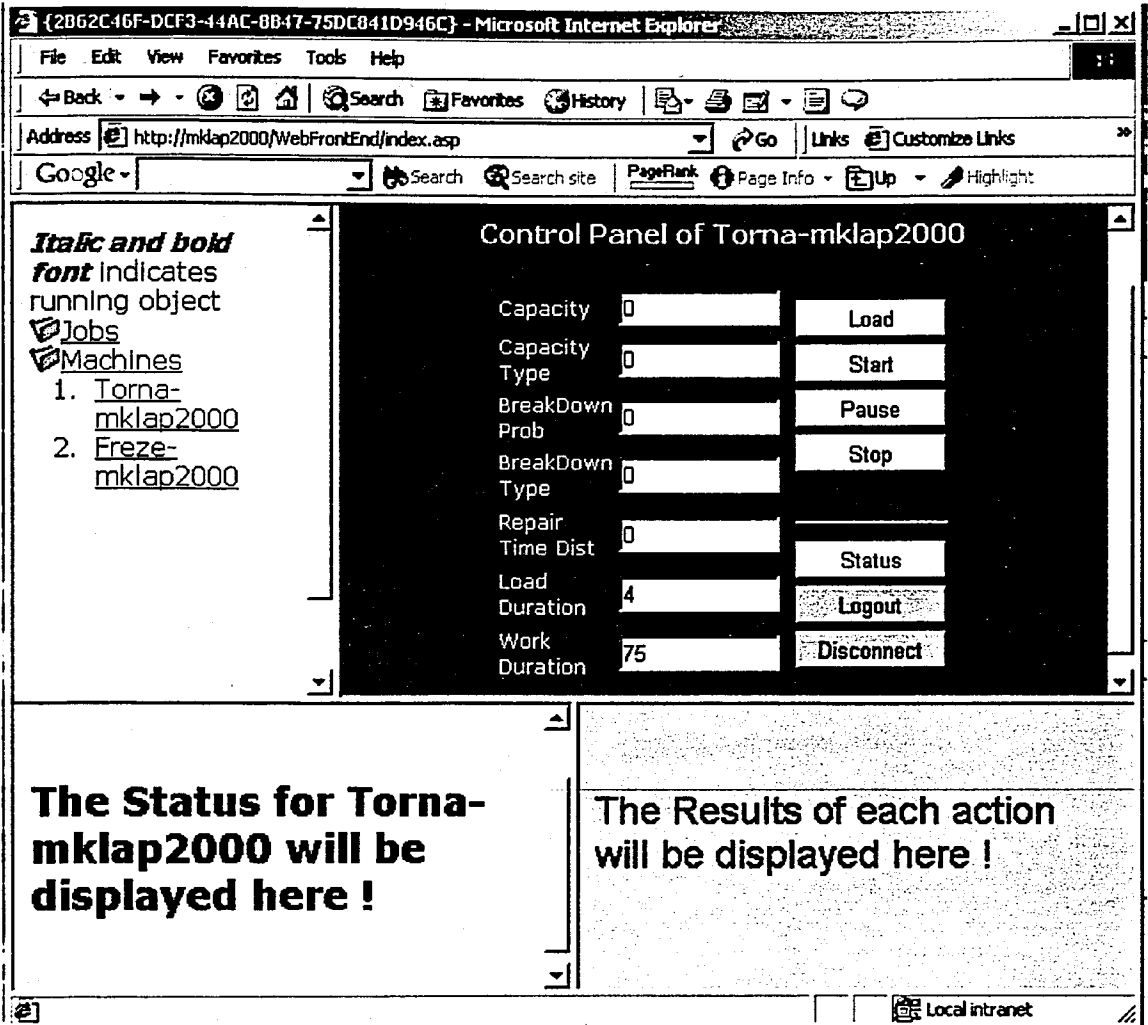 {2B62C46F-DCF3-44AC-8B47-75DC841D946C} - Microsoft Internet Explorer
File Edit View Favorites Tools Help
Back Search Favorites History
Address http://mklap2000/WebFrontEnd/index.asp Go Links Customize Links
Google Search Search site PageRank Page Info Up Highlight
Italic and bold
font indicates
running object
Jobs
Machines
1. Torna-
mklap2000
2. Freze-
mklap2000
Control Panel of Torna-mklap2000
Capacity 0
Capacity
Type 0
BreakDown
Prob 0
BreakDown
Type 0
Repair
Time Dist 0
Load
Duration 4
Work
Duration 75
Load
Start
Pause
Stop
Status
Logout
Disconnect
The Status for Torna-
mklap2000 will be
displayed here !
The Results of each action
will be displayed here !
Local intranet